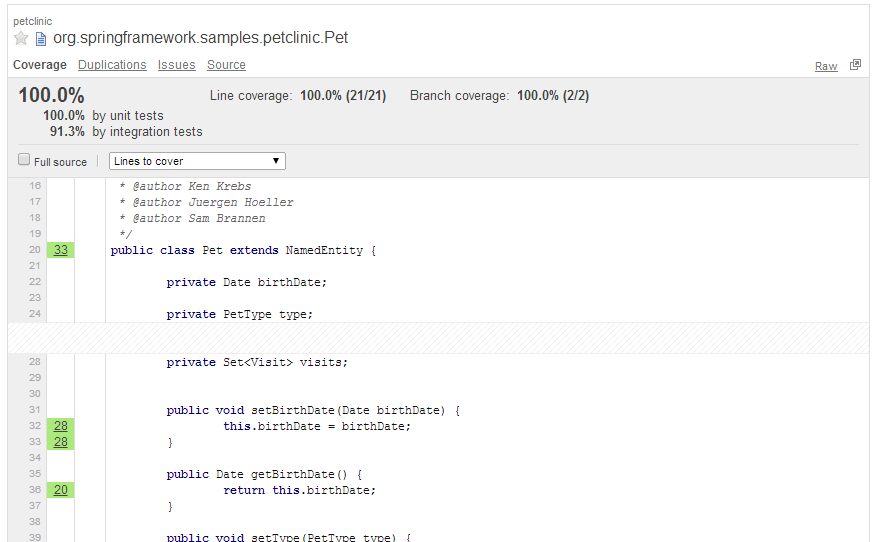 petclinic
org.springframework.samples.petclinic.Pet
Coverage Duplications Issues Source Raw
100.0% Line coverage: 100.0% (21/21) Branch coverage: 100.0% (2/2)
100.0% by unit tests
91.3% by integration tests
Full source Lines to cover
16 * @author Ken Krebs
17 * @author Juergen Hoeller
18 * @author Sam Brannen
19 */
20 33 public class Pet extends NamedEntity {
21
22 private Date birthDate;
23
24 private PetType type;
28 private Set<Visit> visits;
29
30
31 public void setBirthDate(Date birthDate) {
32 28 this.birthDate = birthDate;
33 28 }
34
35 public Date getBirthDate() {
36 20 return this.birthDate;
37 }
38
39 public void setType(PetType type) {